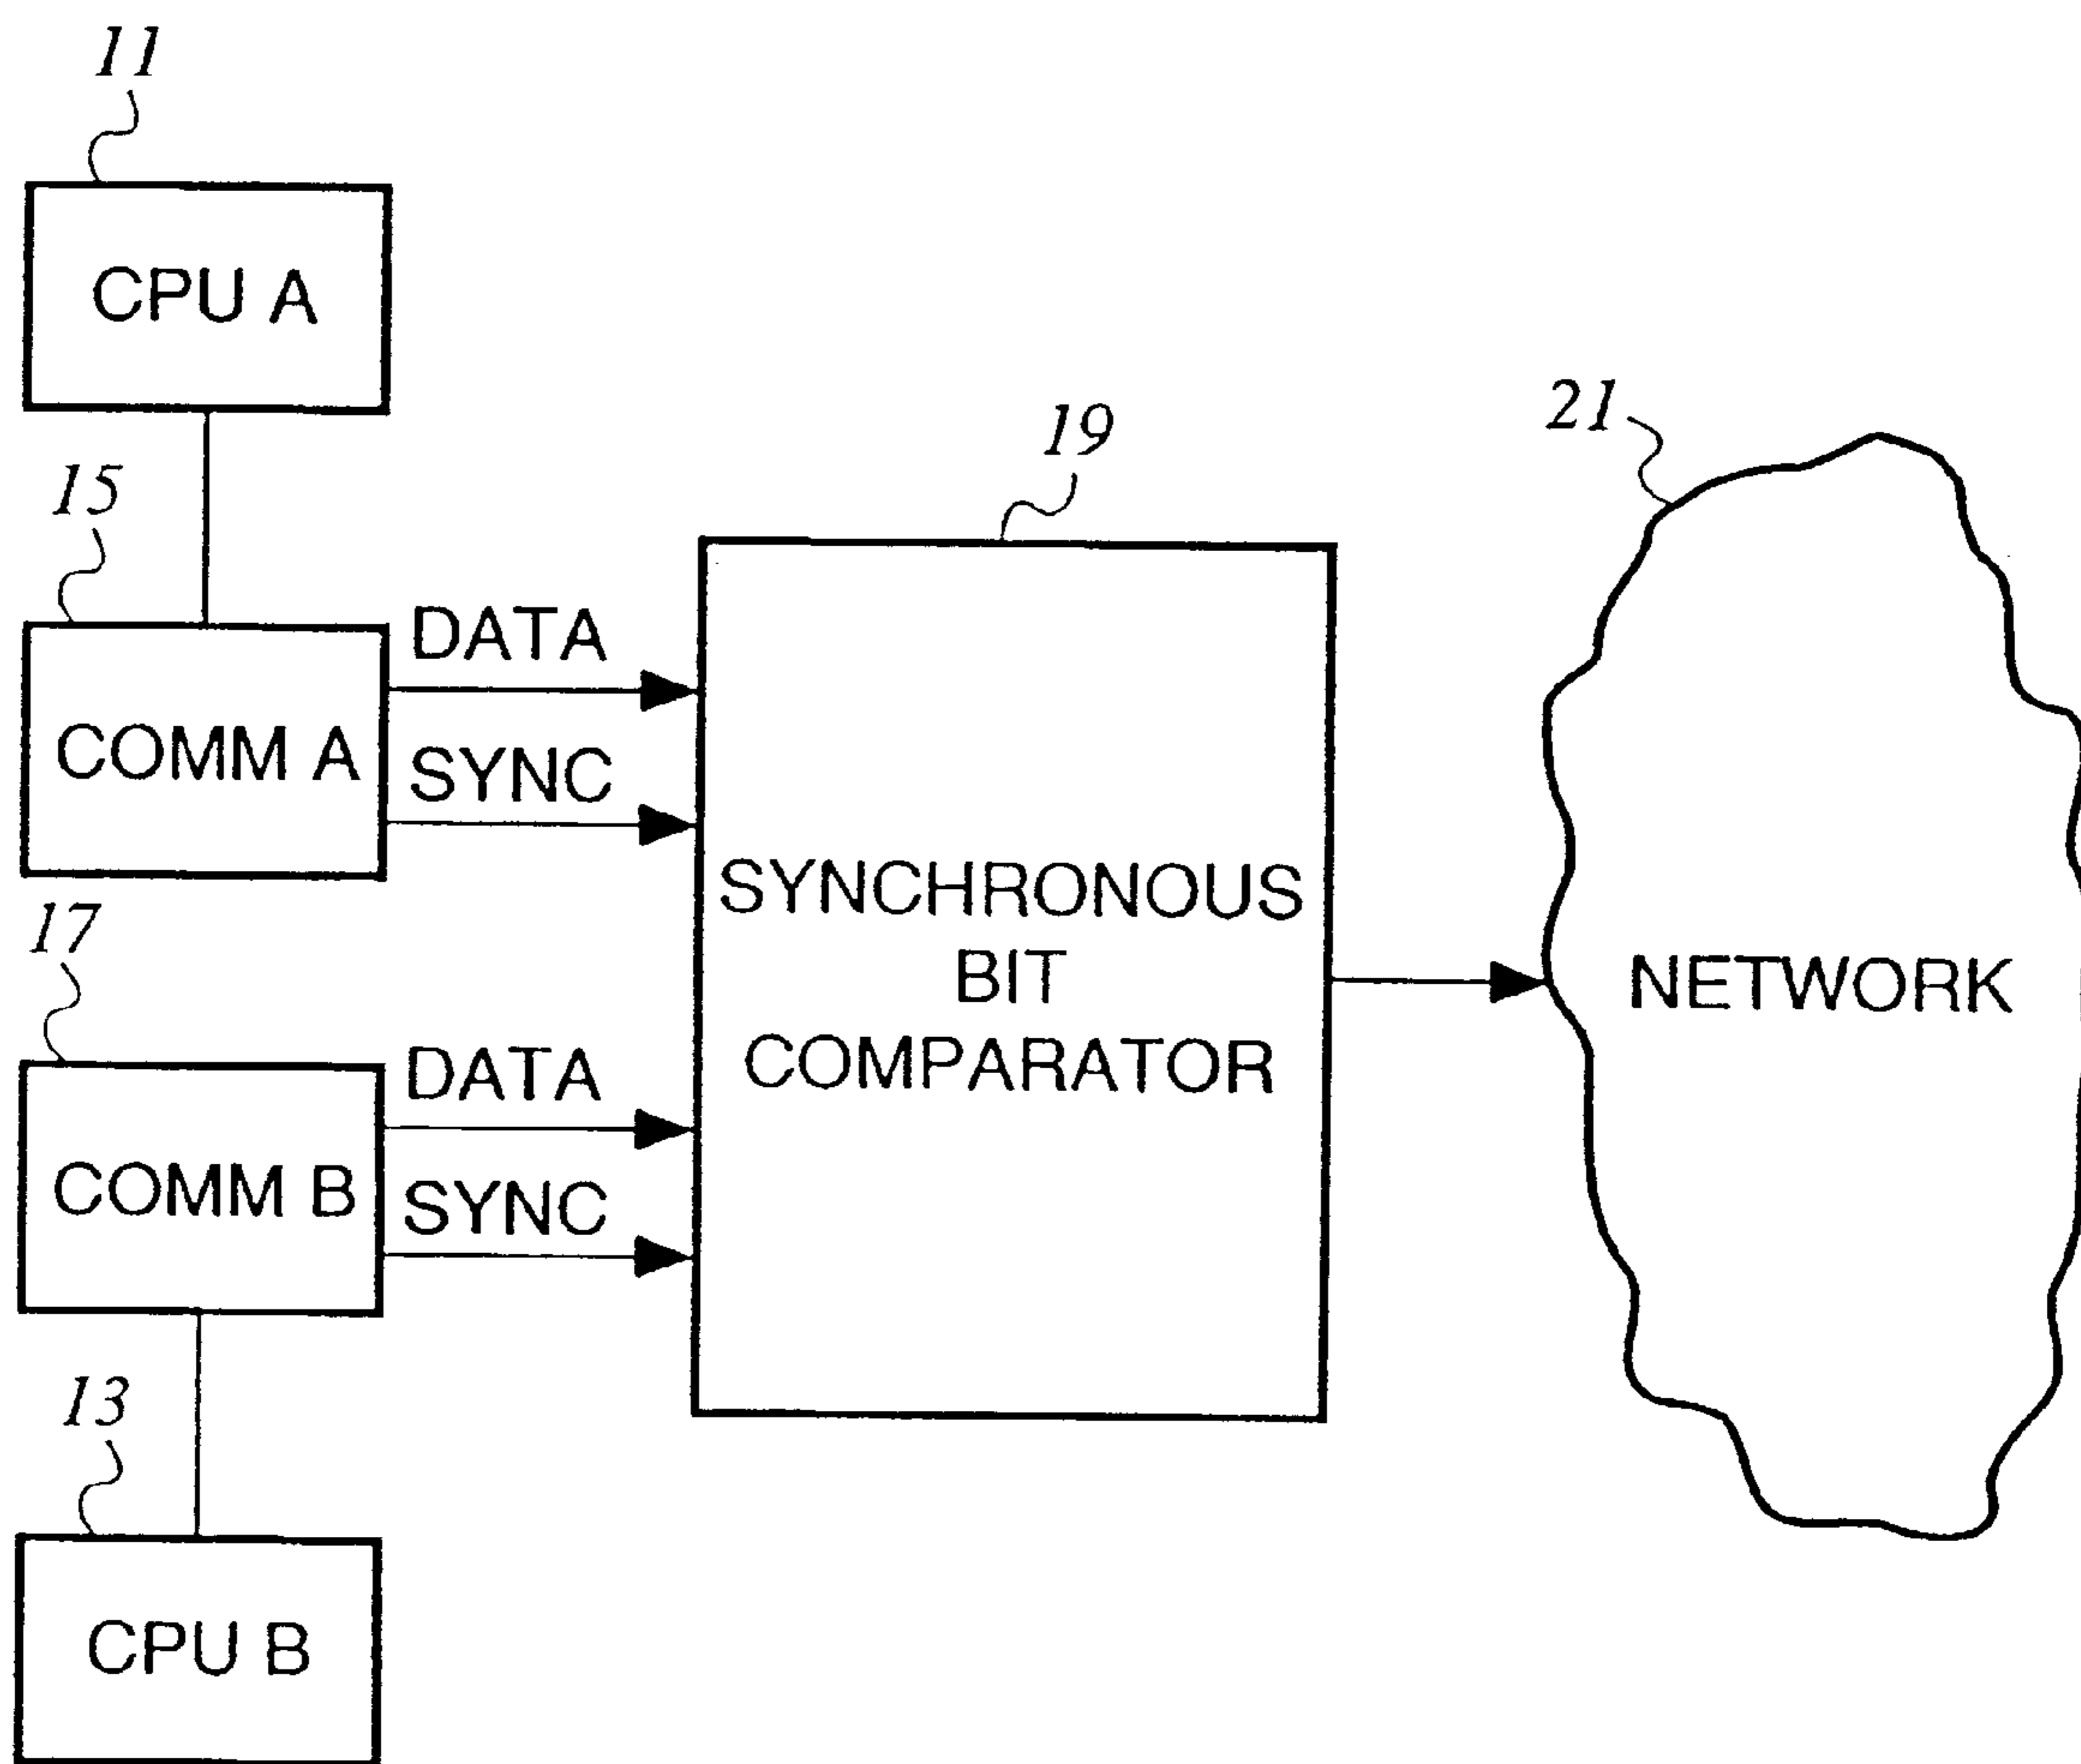 11
CPU A
15
COMM A
DATA
SYNC
17
COMM B
DATA
SYNC
13
CPU B
19
SYNCHRONOUS
BIT
COMPARATOR
21
NETWORK